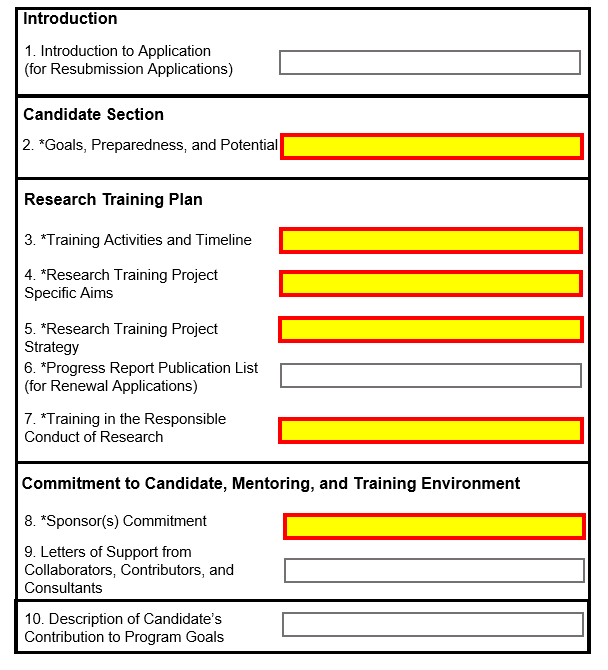 Introduction
1. Introduction to Application
(for Resubmission Applications)
Candidate Section
2. *Goals, Preparedness, and Potential
Research Training Plan
3. *Training Activities and Timeline
4. *Research Training Project
Specific Aims
5. *Research Training Project
Strategy
6. *Progress Report Publication List
(for Renewal Applications)
7. *Training in the Responsible
Conduct of Research
Commitment to Candidate, Mentoring, and Training Environment
8. *Sponsor(s) Commitment
9. Letters of Support from
Collaborators, Contributors, and
Consultants
10. Description of Candidate’s
Contribution to Program Goals